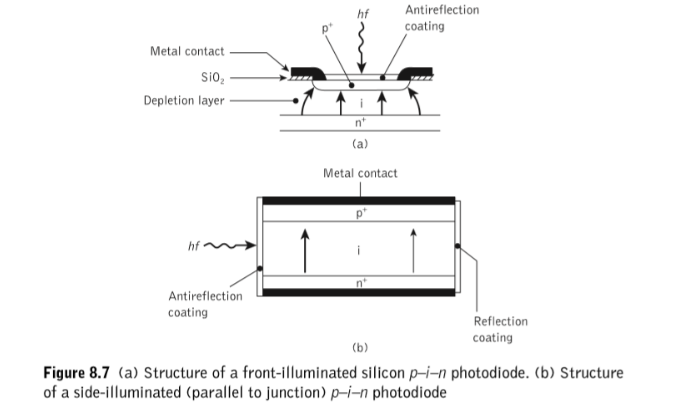 hf
Antireflection
coating
p⁺
Metal contact
SiO₂
Depletion layer
i
n⁺
(a)
Metal contact
p⁺
hf
i
n⁺
Antireflection
coating
Reflection
coating
(b)
Figure 8.7 (a) Structure of a front-illuminated silicon p–i–n photodiode. (b) Structure
of a side-illuminated (parallel to junction) p–i–n photodiode